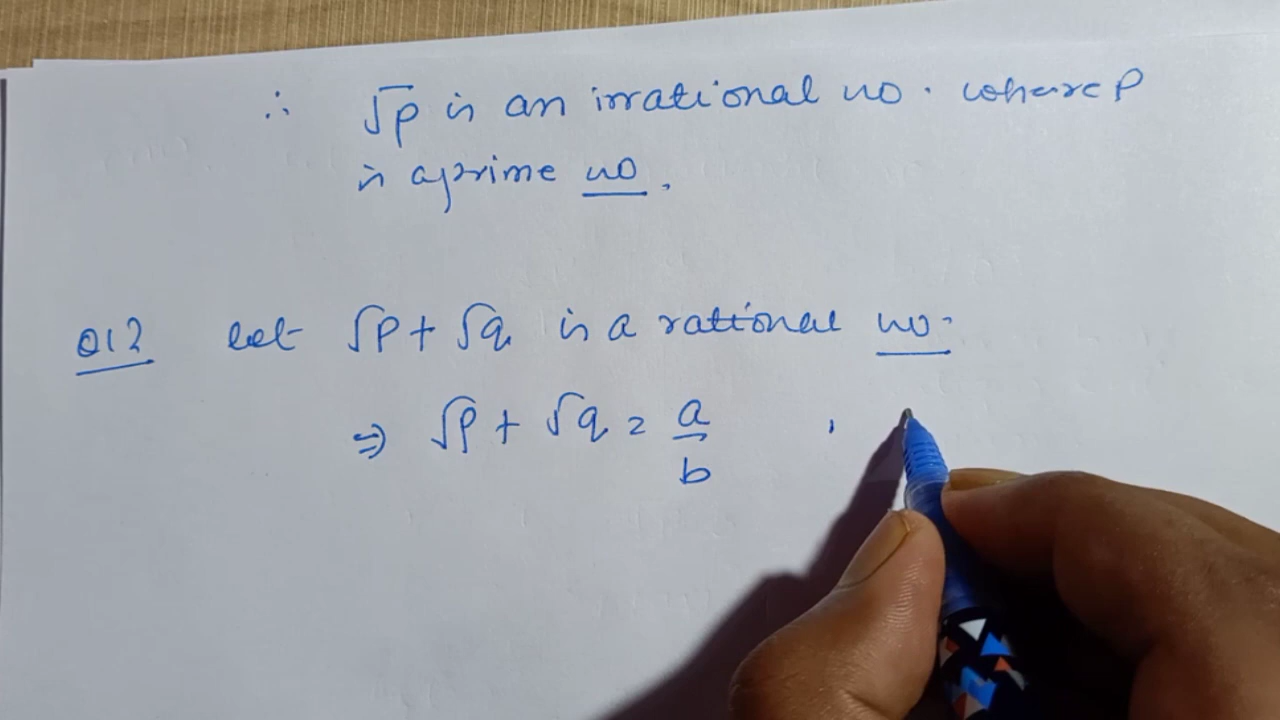 ∴ √p is an irrational no. where p
is a prime no.
Q12 let √p + √q is a rational no.
⇒ √p + √q = a/b ,